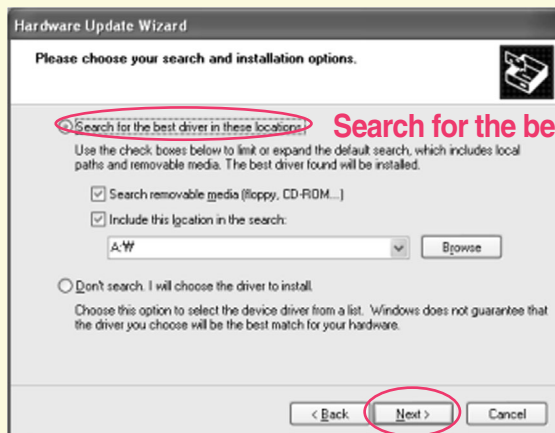 Hardware Update Wizard
Please choose your search and installation options.
Search for the best driver in these locations.
Search for the be
Use the check boxes below to limit or expand the default search, which includes local
paths and removable media. The best driver found will be installed.
Search removable media (floppy, CD-ROM...)
Include this location in the search:
A:₩
Browse
Don't search. I will choose the driver to install.
Choose this option to select the device driver from a list. Windows does not guarantee that
the driver you choose will be the best match for your hardware.
< Back
Next >
Cancel